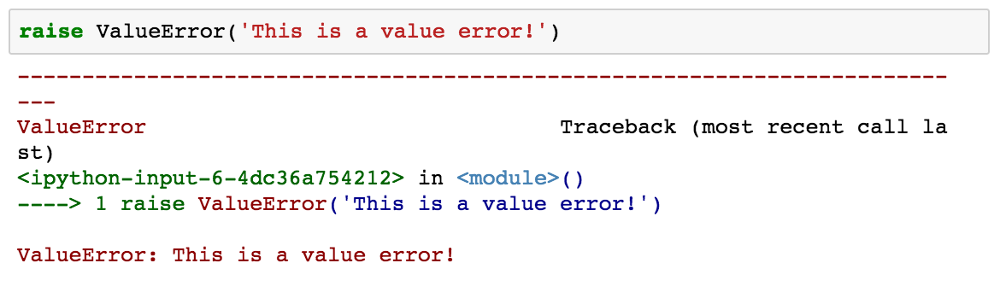 raise ValueError('This is a value error!')
------------------------------------------------------------------------
---
ValueError                                Traceback (most recent call la
st)
<ipython-input-6-4dc36a754212> in <module>()
----> 1 raise ValueError('This is a value error!')
ValueError: This is a value error!